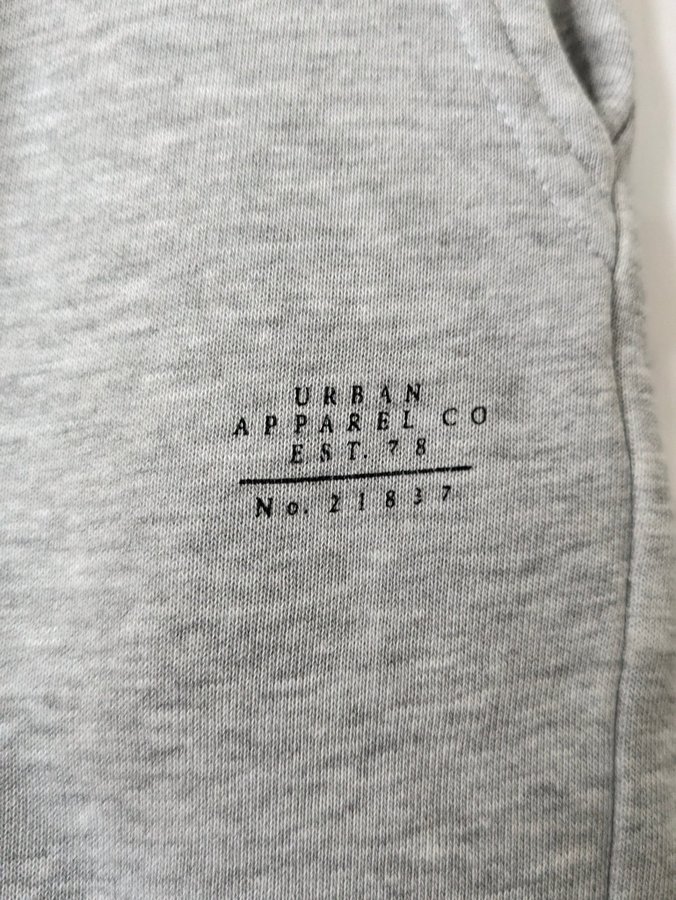 URBAN
APPAREL CO
EST. 78
No. 21837